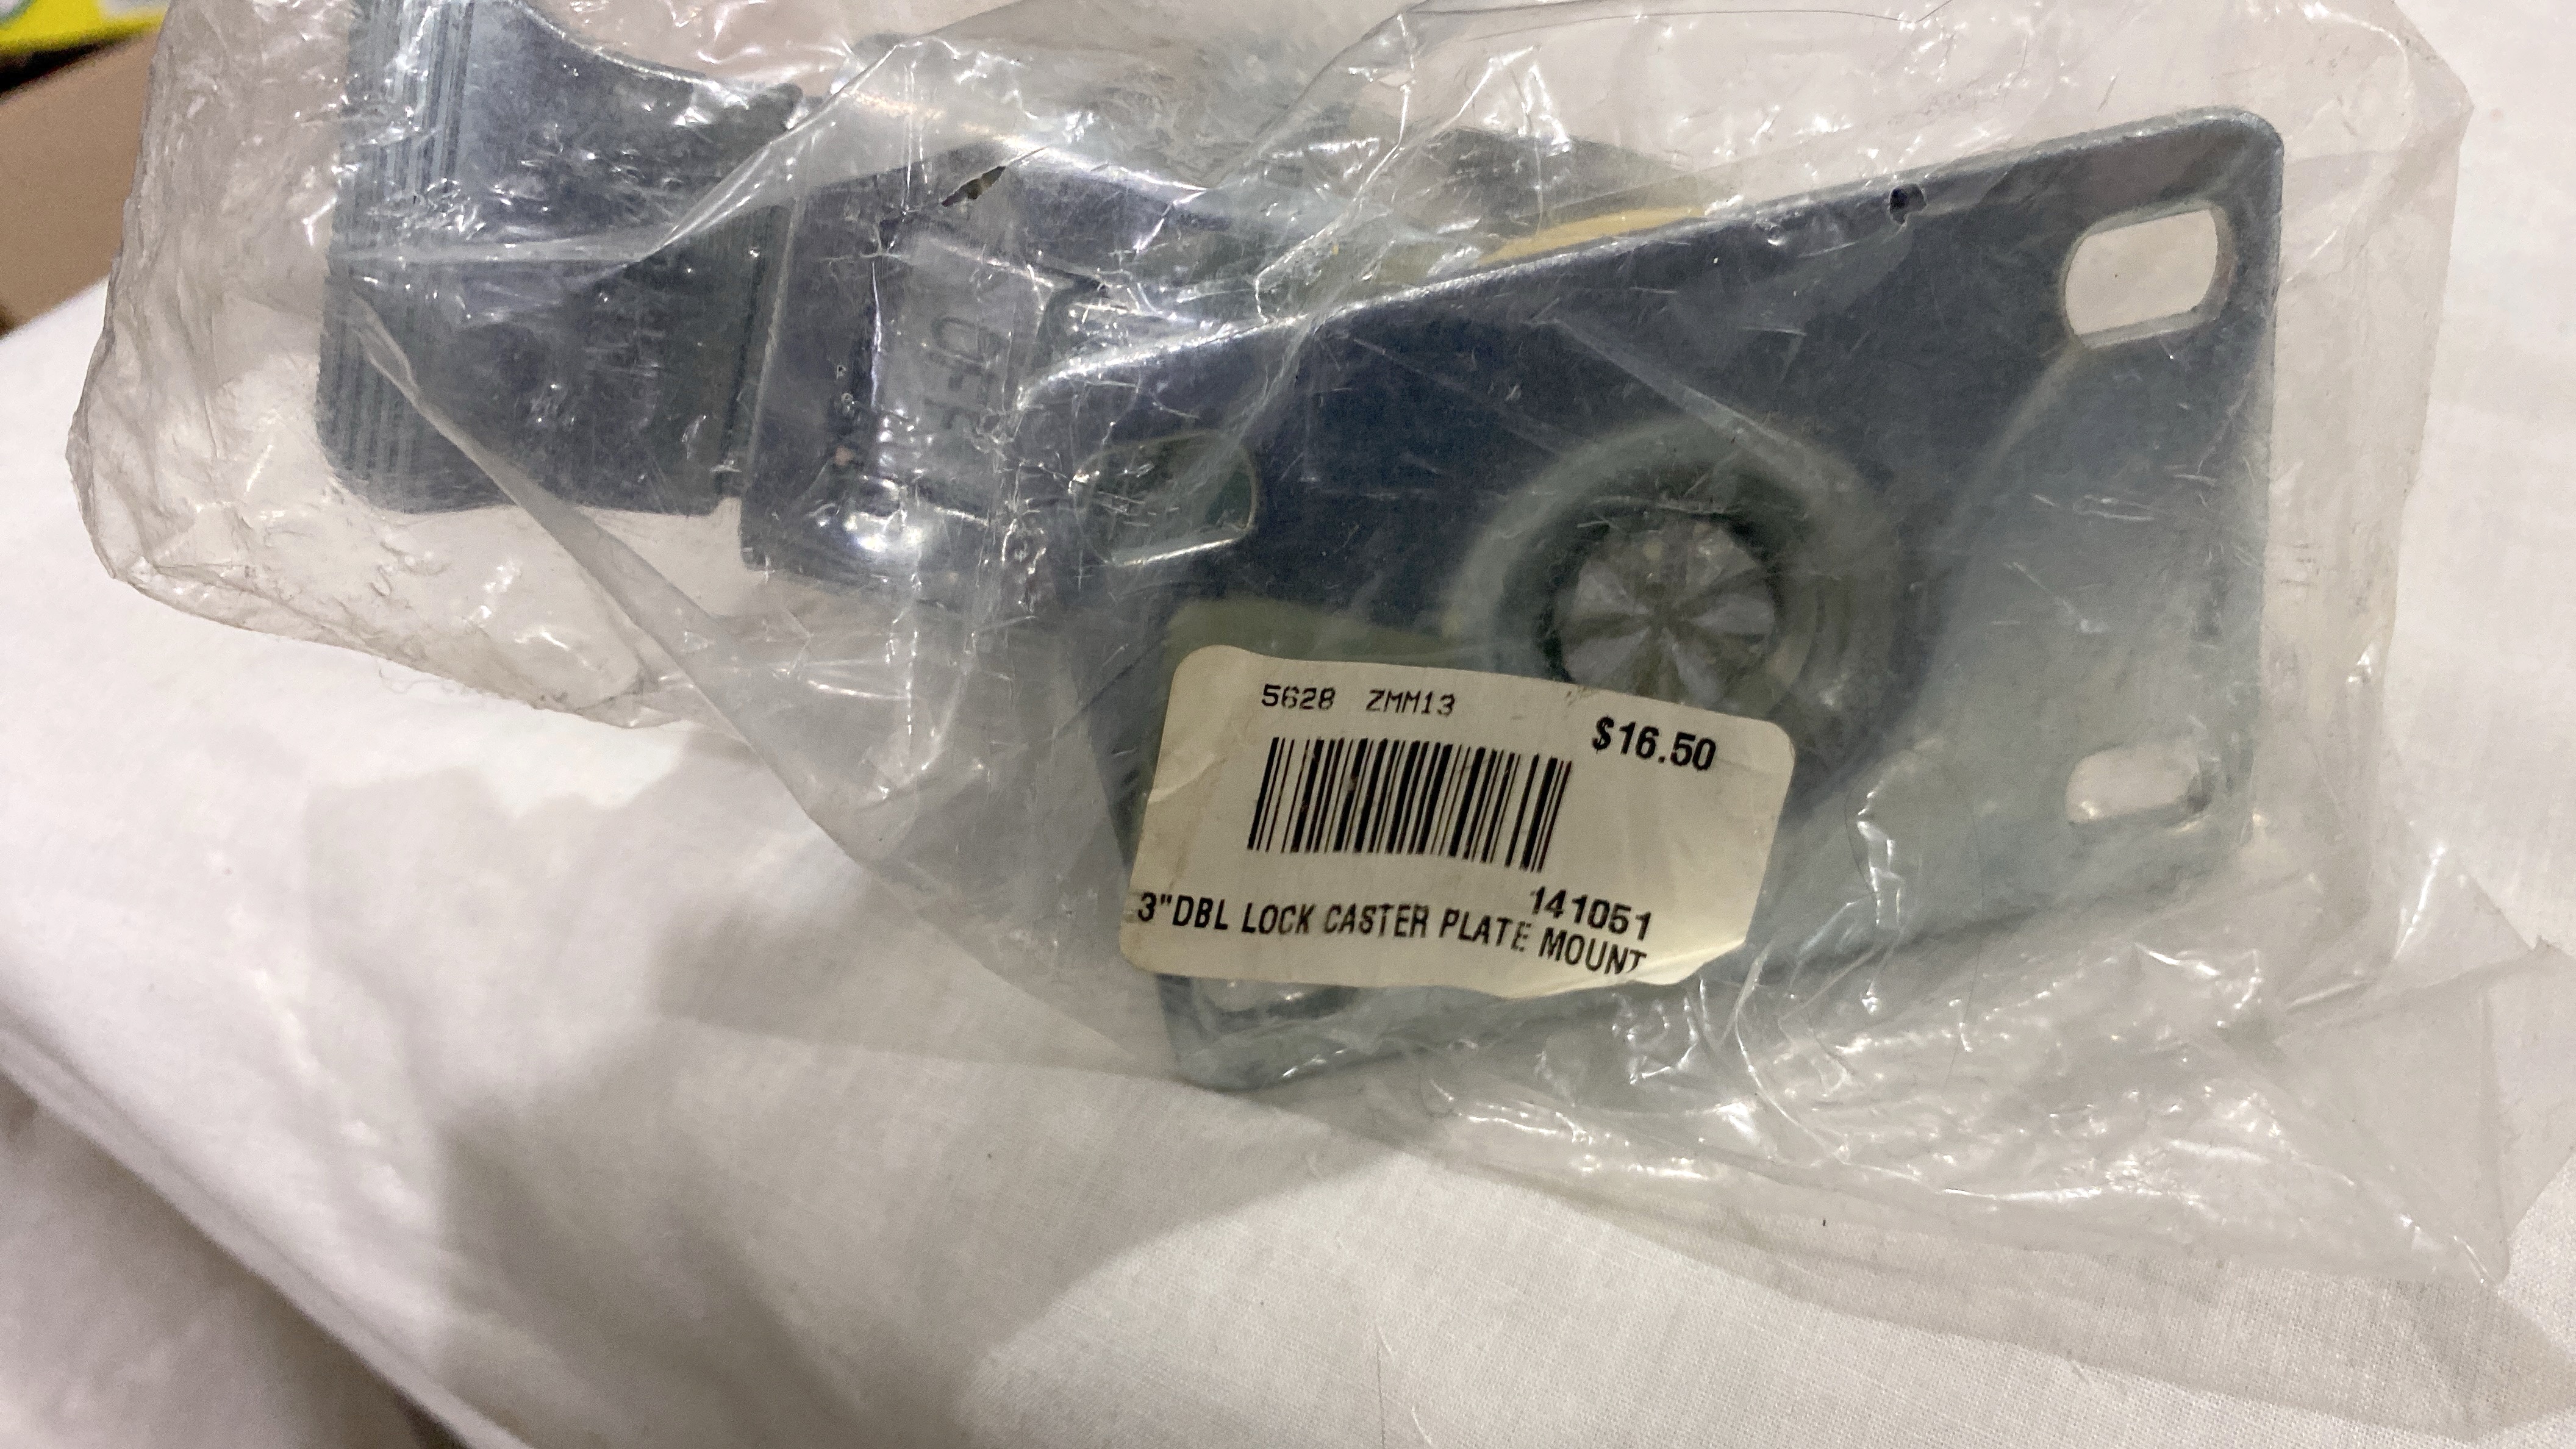 5628 ZMM13
$16.50
141051
3"DBL LOCK CASTER PLATE MOUNT